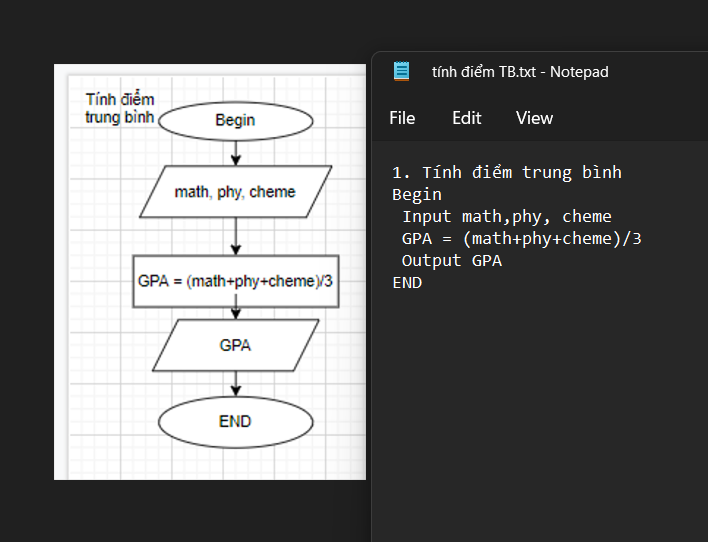 Tính điểm
trung bình
Begin
math, phy, cheme
GPA = (math+phy+cheme)/3
GPA
END
tính điểm TB.txt - Notepad
File Edit View
1. Tính điểm trung bình
Begin
Input math,phy, cheme
GPA = (math+phy+cheme)/3
Output GPA
END